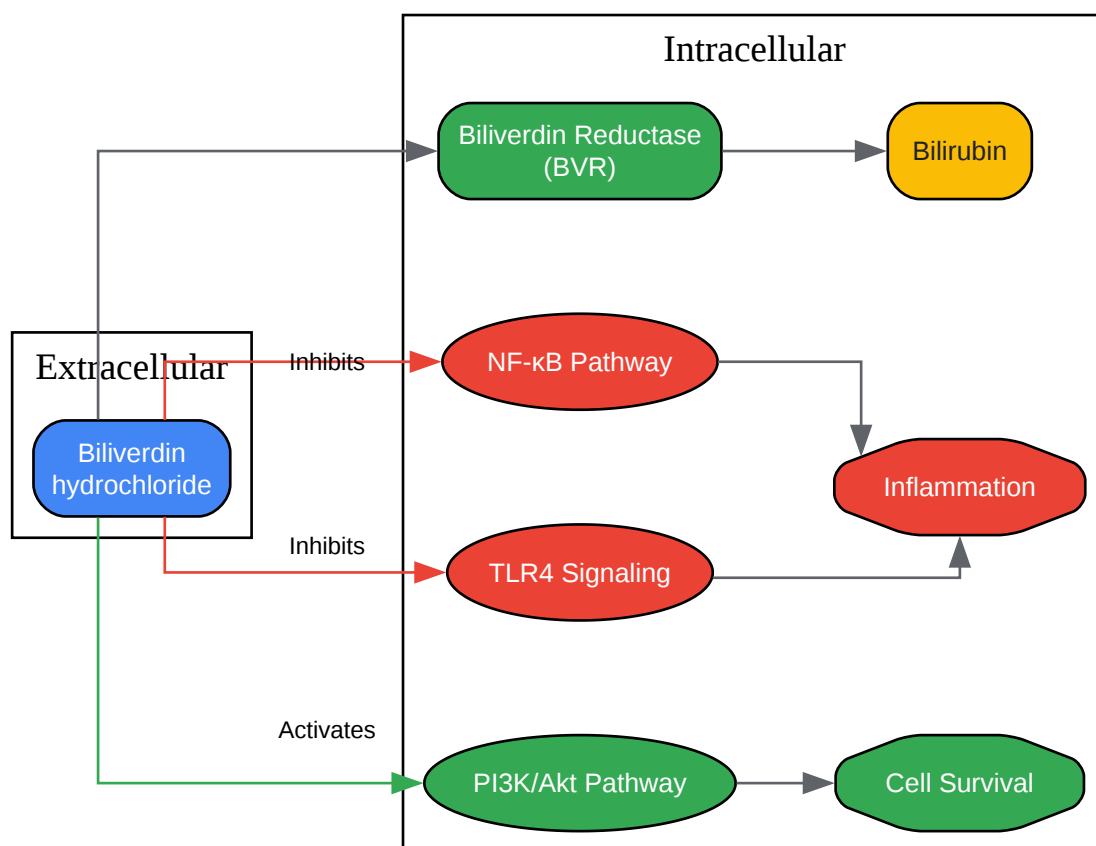 Intracellular
Biliverdin Reductase
(BVR)
Bilirubin
Extracellular
Inhibits
NF-κB Pathway
Biliverdin
hydrochloride
Inflammation
Inhibits
TLR4 Signaling
Activates
PI3K/Akt Pathway
Cell Survival